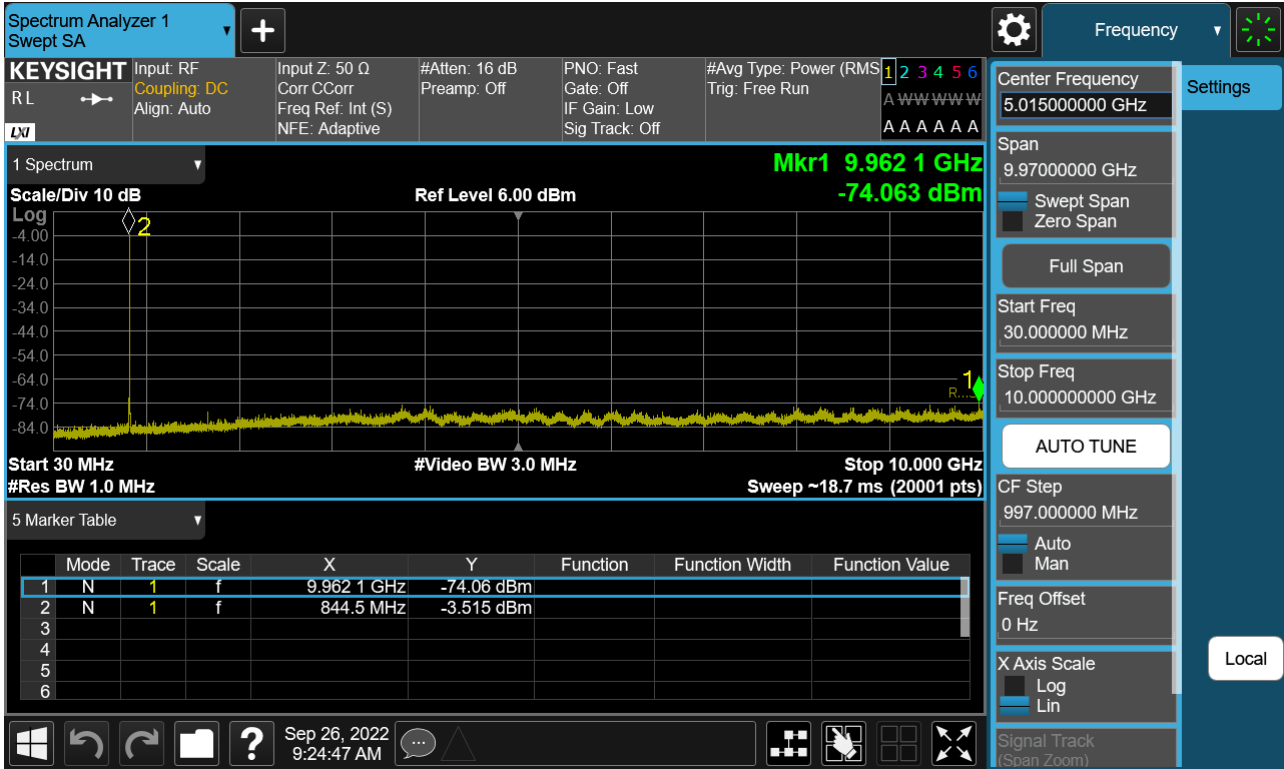 Spectrum Analyzer 1
Swept SA
+
Frequency
KEYSIGHT
R L
LXI
Input: RF
Coupling: DC
Align: Auto
Input Z: 50 Ω
Corr CCorr
Freq Ref: Int (S)
NFE: Adaptive
#Atten: 16 dB
Preamp: Off
PNO: Fast
Gate: Off
IF Gain: Low
Sig Track: Off
#Avg Type: Power (RMS
Trig: Free Run
1 2 3 4 5 6
A W W W W W
A A A A A A
1 Spectrum
Mkr1 9.962 1 GHz
Scale/Div 10 dB
Ref Level 6.00 dBm
-74.063 dBm
Log
2
-4.00
-14.0
-24.0
-34.0
-44.0
-54.0
-64.0
1
R...
-74.0
-84.0
Start 30 MHz
#Video BW 3.0 MHz
Stop 10.000 GHz
#Res BW 1.0 MHz
Sweep ~18.7 ms (20001 pts)
5 Marker Table
Mode Trace Scale X Y Function Function Width Function Value
1 N 1 f 9.962 1 GHz -74.06 dBm
2 N 1 f 844.5 MHz -3.515 dBm
3
4
5
6
?
Sep 26, 2022
9:24:47 AM
...
Center Frequency
5.015000000 GHz
Span
9.97000000 GHz
Swept Span
Zero Span
Full Span
Start Freq
30.000000 MHz
Stop Freq
10.000000000 GHz
AUTO TUNE
CF Step
997.000000 MHz
Auto
Man
Freq Offset
0 Hz
X Axis Scale
Log
Lin
Signal Track
(Span Zoom)
Settings
Local